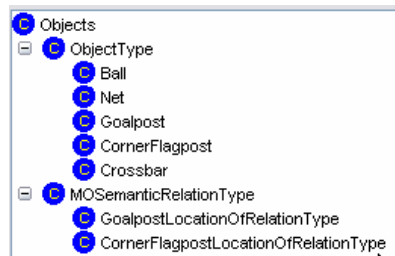 Objects
ObjectType
Ball
Net
Goalpost
CornerFlagpost
Crossbar
MOSemanticRelationType
GoalpostLocationOfRelationType
CornerFlagpostLocationOfRelationType